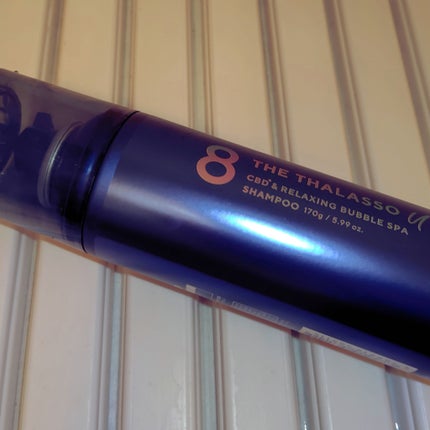 8 THE THALASSO u
CBD* & RELAXING BUBBLE SPA
SHAMPOO 170g / 5.99 oz.